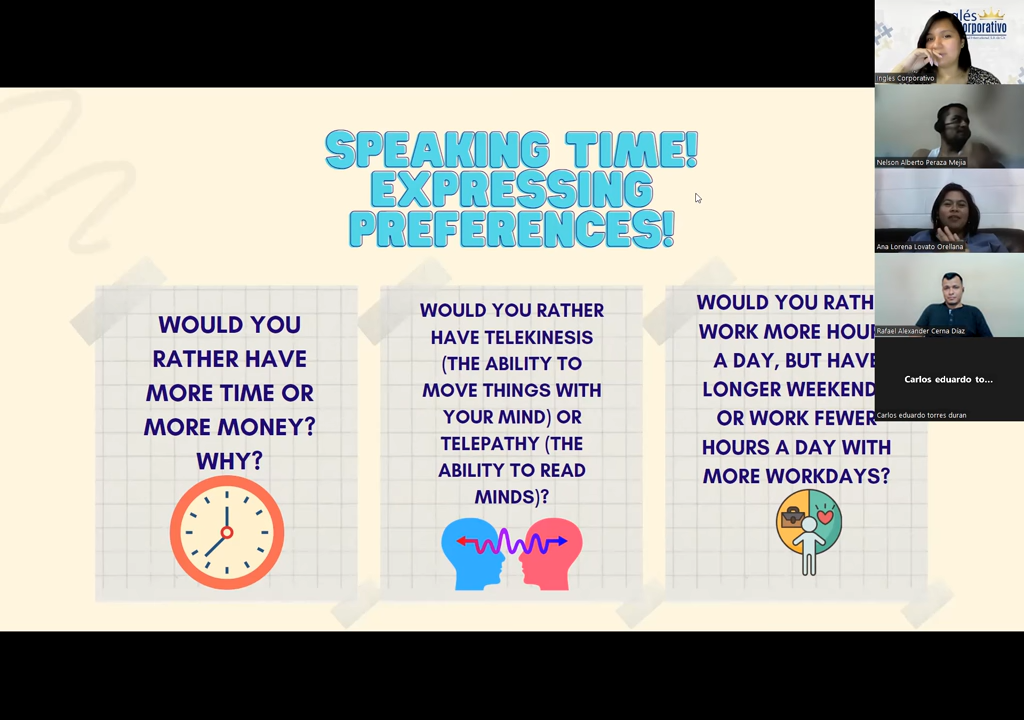 SPEAKING TIME!
EXPRESSING
PREFERENCES!
WOULD YOU
RATHER HAVE
MORE TIME OR
MORE MONEY?
WHY?
WOULD YOU RATHER
HAVE TELEKINESIS
(THE ABILITY TO
MOVE THINGS WITH
YOUR MIND) OR
TELEPATHY (THE
ABILITY TO READ
MINDS)?
WOULD YOU RATH
WORK MORE HOU
A DAY, BUT HAVE
LONGER WEEKEND
OR WORK FEWER
HOURS A DAY WITH
MORE WORKDAYS?
Inglés Corporativo
Nelson Alberto Peraza Mejia
Ana Lorena Lovato Orellana
Rafael Alexander Cerna Díaz
Carlos eduardo to...
Carlos eduardo torres duran